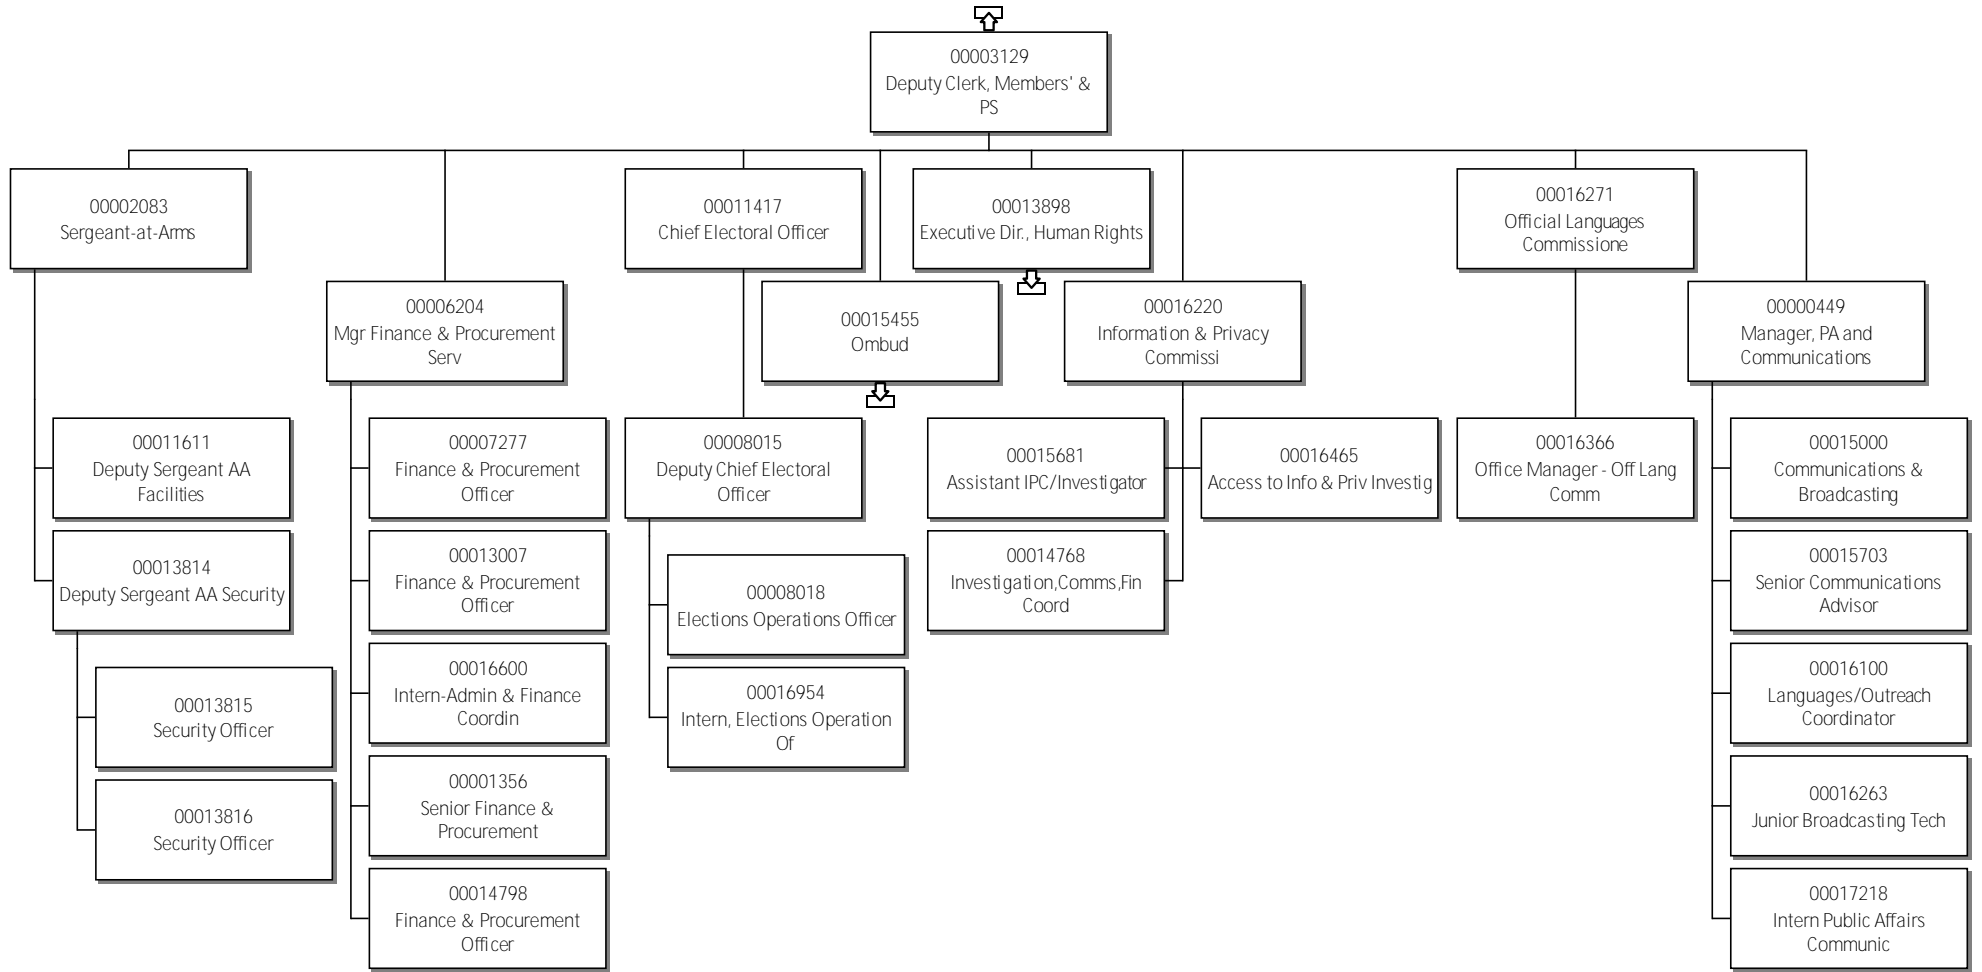 00003129
Deputy Clerk, Members' &
PS
00002083
Sergeant-at-Arms
00006204
Mgr Finance & Procurement
Serv
00011417
Chief Electoral Officer
00015455
Ombud
00013898
Executive Dir., Human Rights
00016220
Information & Privacy
Commissi
00016271
Official Languages
Commissione
00000449
Manager, PA and
Communications
00011611
Deputy Sergeant AA
Facilities
00013814
Deputy Sergeant AA Security
00013815
Security Officer
00013816
Security Officer
00007277
Finance & Procurement
Officer
00013007
Finance & Procurement
Officer
00016600
Intern-Admin & Finance
Coordin
00001356
Senior Finance &
Procurement
00014798
Finance & Procurement
Officer
00008015
Deputy Chief Electoral
Officer
00008018
Elections Operations Officer
00016954
Intern, Elections Operation
Of
00015681
Assistant IPC/Investigator
00016465
Access to Info & Priv Investig
00014768
Investigation,Comms,Fin
Coord
00016366
Office Manager - Off Lang
Comm
00015000
Communications &
Broadcasting
00015703
Senior Communications
Advisor
00016100
Languages/Outreach
Coordinator
00016263
Junior Broadcasting Tech
00017218
Intern Public Affairs
Communic